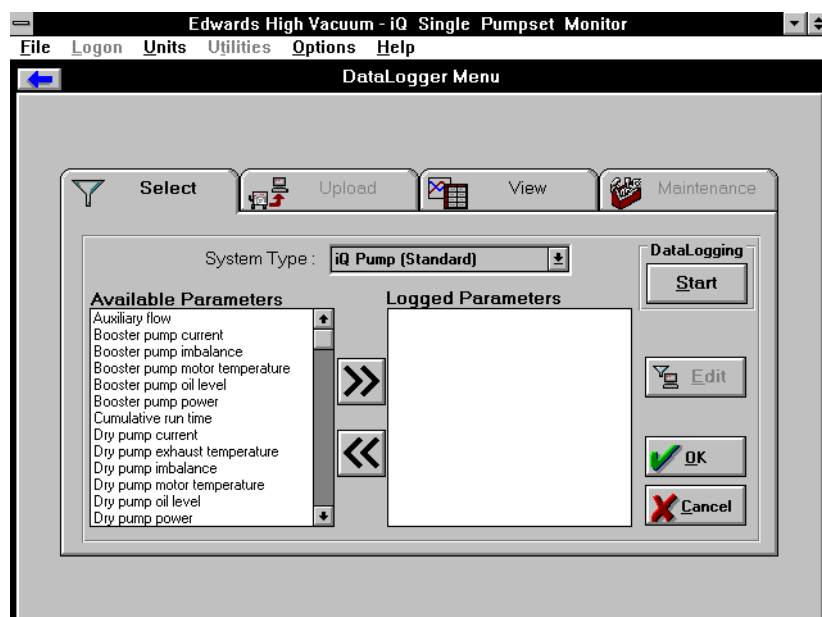 Edwards High Vacuum - iQ Single Pumpset Monitor
File Logon Units Utilities Options Help
DataLogger Menu
Select Upload View Maintenance
System Type : iQ Pump (Standard)
DataLogging
Start
Available Parameters
Auxiliary flow
Booster pump current
Booster pump imbalance
Booster pump motor temperature
Booster pump oil level
Booster pump power
Cumulative run time
Dry pump current
Dry pump exhaust temperature
Dry pump imbalance
Dry pump motor temperature
Dry pump oil level
Dry pump power
>>
<<
Logged Parameters
Edit
OK
Cancel